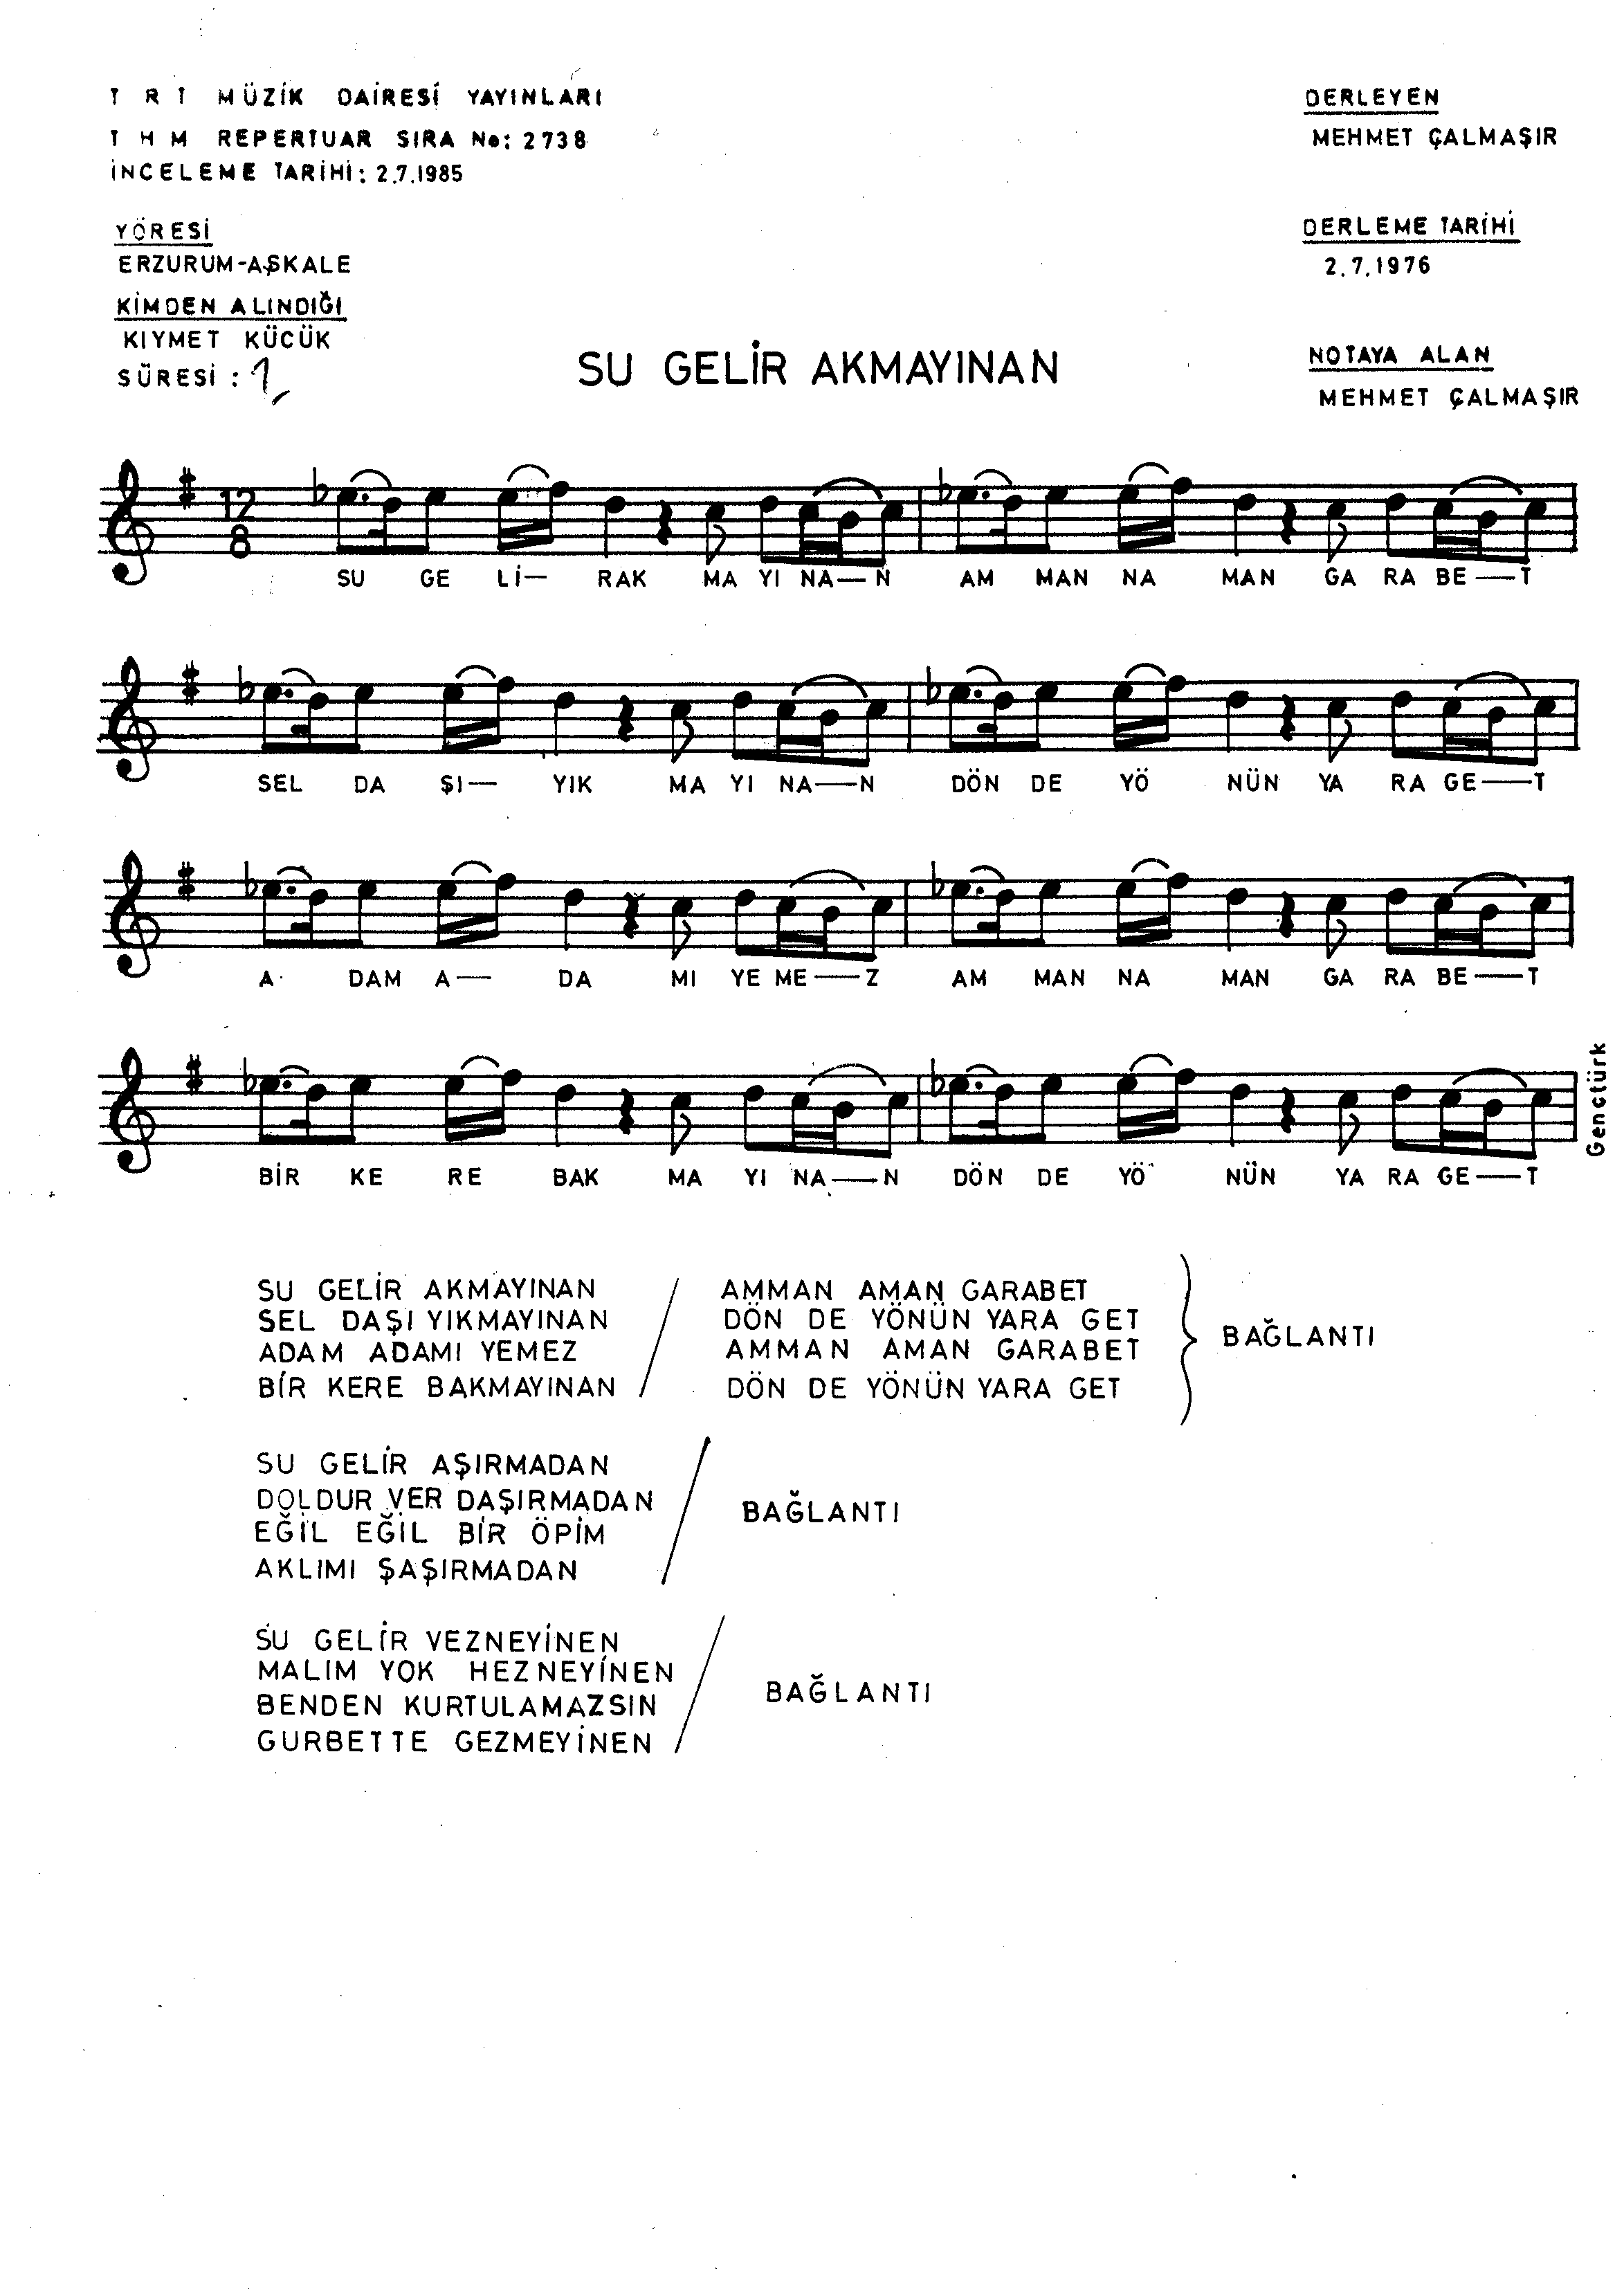 T R T MÜZİK DAİRESİ YAYINLARI
T H M REPERTUAR SIRA No: 2738
İNCELEME TARİHİ: 2.7.1985
DERLEYEN
MEHMET ÇALMAŞIR
YÖRESİ
ERZURUM-AŞKALE
DERLEME TARİHİ
2.7.1976
KİMDEN ALINDIĞI
KIYMET KÜCÜK
SÜRESİ : 1
SU GELİR AKMAYINAN
NOTAYA ALAN
MEHMET ÇALMAŞIR
12
8
SU GE Lİ— RAK MA YI NA—N AM MAN NA MAN GA RA BE—T
SEL DA ŞI— YIK MA YI NA—N DÖN DE YÖ NÜN YA RA GE—T
A DAM A— DA MI YE ME—Z AM MAN NA MAN GA RA BE—T
BİR KE RE BAK MA YI NA—N DÖN DE YÖ NÜN YA RA GE—T
Genctürk
SU GELİR AKMAYINAN / AMMAN AMAN GARABET
SEL DAŞI YIKMAYINAN DÖN DE YÖNÜN YARA GET
ADAM ADAMI YEMEZ AMMAN AMAN GARABET
BİR KERE BAKMAYINAN DÖN DE YÖNÜN YARA GET
BAĞLANTI
SU GELİR AŞIRMADAN
DOLDUR VER DAŞIRMADAN
EĞİL EĞİL BİR ÖPİM
AKLIMI ŞAŞIRMADAN
BAĞLANTI
SU GELİR VEZNEYİNEN
MALIM YOK HEZNEYİNEN
BENDEN KURTULAMAZSIN
GURBETTE GEZMEYİNEN
BAĞLANTI